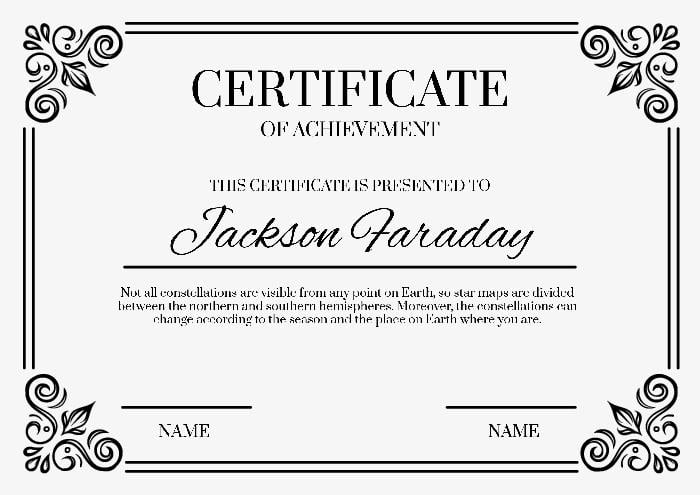 CERTIFICATE
OF ACHIEVEMENT
THIS CERTIFICATE IS PRESENTED TO
Jackson Faraday
Not all constellations are visible from any point on Earth, so star maps are divided
between the northern and southern hemispheres. Moreover, the constellations can
change according to the season and the place on Earth where you are.
NAME
NAME